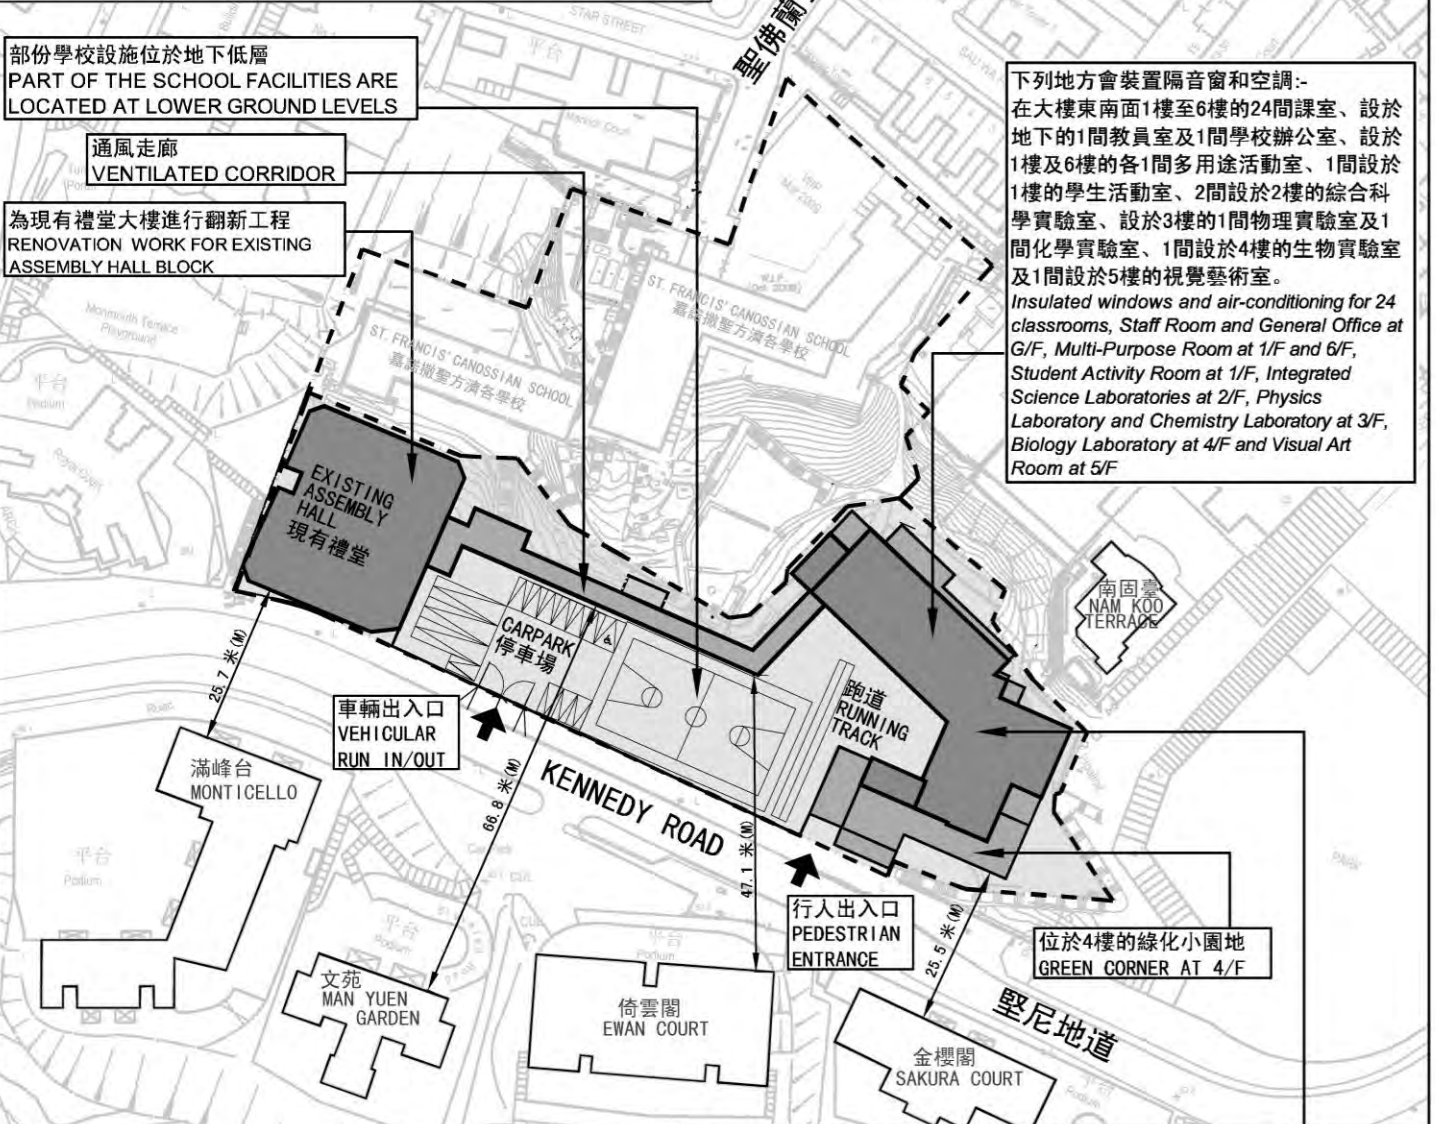 STAR STREET
平台
聖佛蘭
部份學校設施位於地下低層
PART OF THE SCHOOL FACILITIES ARE
LOCATED AT LOWER GROUND LEVELS
通風走廊
VENTILATED CORRIDOR
為現有禮堂大樓進行翻新工程
RENOVATION WORK FOR EXISTING
ASSEMBLY HALL BLOCK
下列地方會裝置隔音窗和空調:-
在大樓東南面1樓至6樓的24間課室、設於
地下的1間教員室及1間學校辦公室、設於
1樓及6樓的各1間多用途活動室、1間設於
1樓的學生活動室、2間設於2樓的綜合科
學實驗室、設於3樓的1間物理實驗室及1
間化學實驗室、1間設於4樓的生物實驗室
及1間設於5樓的視覺藝術室。
Insulated windows and air-conditioning for 24
classrooms, Staff Room and General Office at
G/F, Multi-Purpose Room at 1/F and 6/F,
Student Activity Room at 1/F, Integrated
Science Laboratories at 2/F, Physics
Laboratory and Chemistry Laboratory at 3/F,
Biology Laboratory at 4/F and Visual Art
Room at 5/F
Monmouth Terrace
Playground
平台
Podium
ST. FRANCIS' CANOSSIAN SCHOOL
嘉諾撒聖方濟各學校
ST. FRANCIS' CANOSSIAN SCHOOL
嘉諾撒聖方濟各學校
EXISTING
ASSEMBLY
HALL
現有禮堂
南固臺
NAM KOO
TERRACE
CARPARK
停車場
跑道
RUNNING
TRACK
25.7 米(M)
66.8 米(M)
47.1 米(M)
25.5 米(M)
車輛出入口
VEHICULAR
RUN IN/OUT
KENNEDY ROAD
Road
滿峰台
MONTICELLO
平台
Podium
行人出入口
PEDESTRIAN
ENTRANCE
位於4樓的綠化小園地
GREEN CORNER AT 4/F
PARK
平台
Podium
文苑
MAN YUEN
GARDEN
平台
Podium
倚雲閣
EWAN COURT
堅尼地道
金櫻閣
SAKURA COURT
Podium